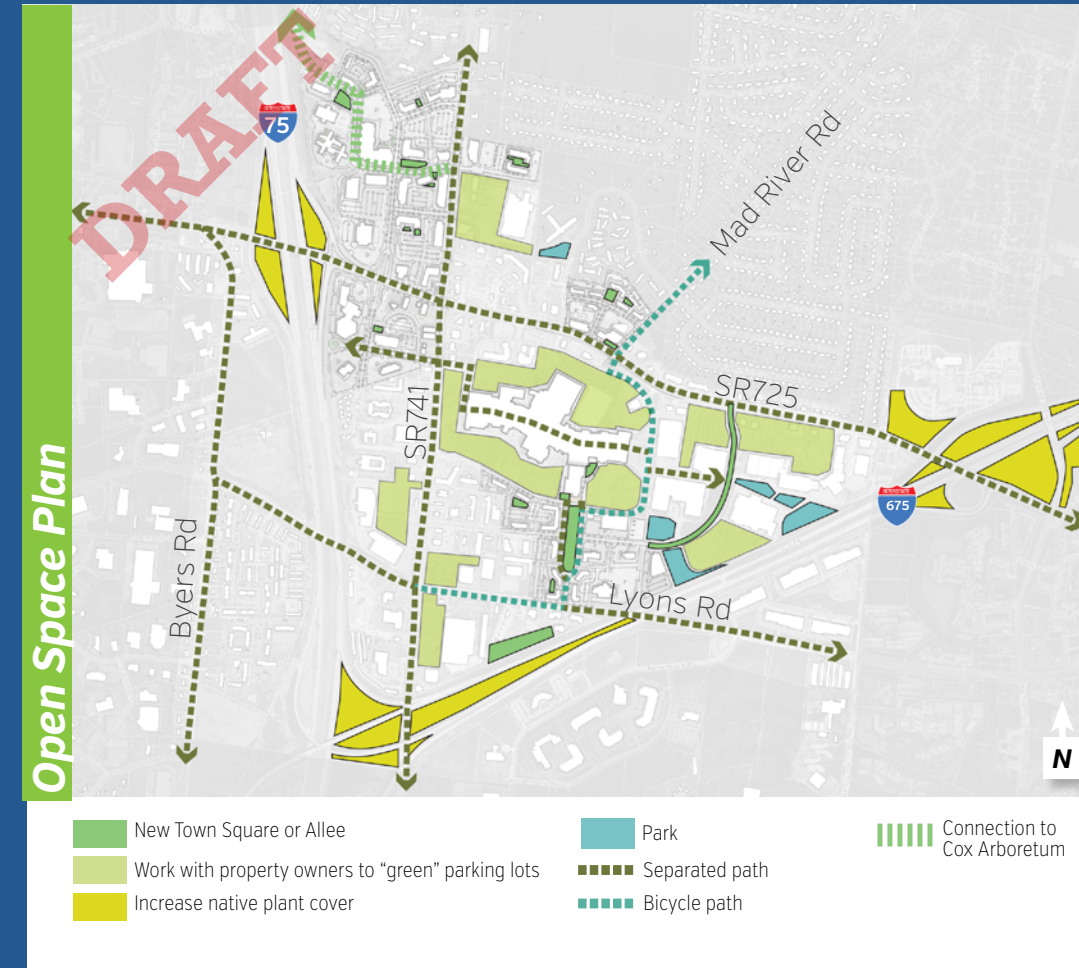 Open Space Plan
DRAFT
75
Mad River Rd
SR725
SR741
675
Byers Rd
Lyons Rd
N
New Town Square or Allee
Work with property owners to “green” parking lots
Increase native plant cover
Park
Separated path
Bicycle path
Connection to
Cox Arboretum